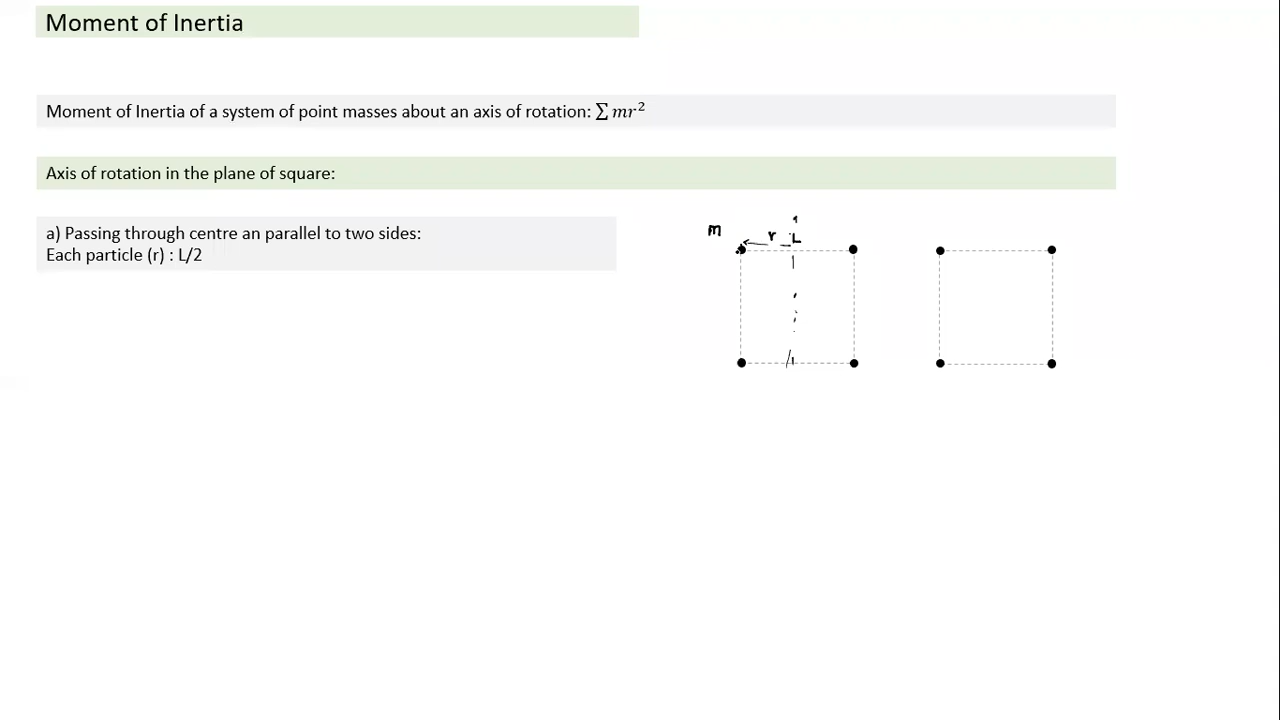 Moment of Inertia
Moment of Inertia of a system of point masses about an axis of rotation: ∑ 𝑚𝑟²
Axis of rotation in the plane of square:
a) Passing through centre an parallel to two sides:
Each particle (r) : L/2
m
r